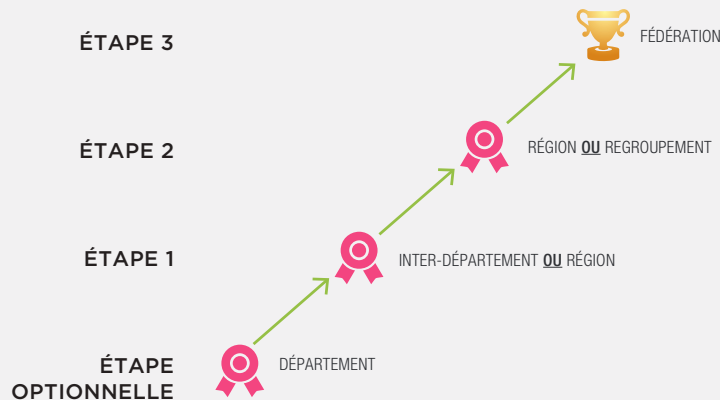 ÉTAPE 3
FÉDÉRATION
ÉTAPE 2
RÉGION OU REGROUPEMENT
ÉTAPE 1
INTER-DÉPARTEMENT OU RÉGION
ÉTAPE
OPTIONNELLE
DÉPARTEMENT